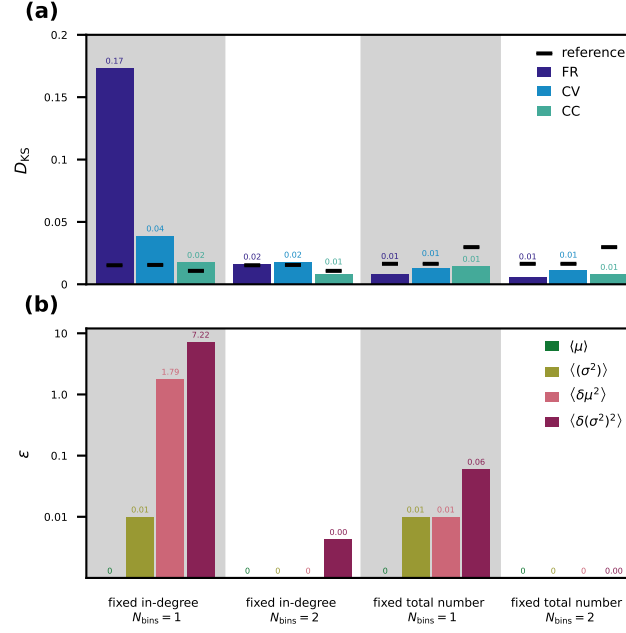 (a)
0.2
0.15
0.1
0.05
0
D_KS
reference
FR
CV
CC
0.17
0.04
0.02
0.02
0.02
0.01
0.01
0.01
0.01
0.01
0.01
0.01
(b)
10
1.0
0.1
0.01
ε
⟨μ⟩
⟨(σ²)⟩
⟨δμ²⟩
⟨δ(σ²)²⟩
0
0.01
1.79
7.22
0
0
0
0.00
0
0.01
0.01
0.06
0
0
0
0.00
fixed in-degree
N_bins = 1
fixed in-degree
N_bins = 2
fixed total number
N_bins = 1
fixed total number
N_bins = 2